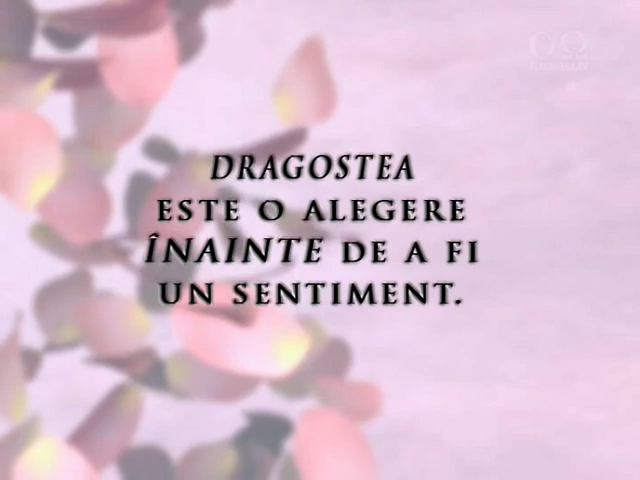 DRAGOSTEA
ESTE O ALEGERE
ÎNAINTE DE A FI
UN SENTIMENT.